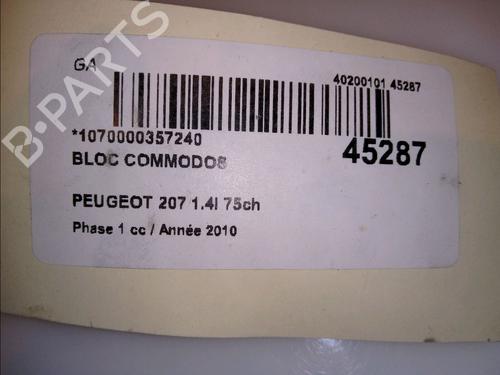 GA
40200101 45287
*1070000357240
45287
BLOC COMMODOS
PEUGEOT 207 1.4l 75ch
Phase 1 cc / Année 2010
B-PARTS